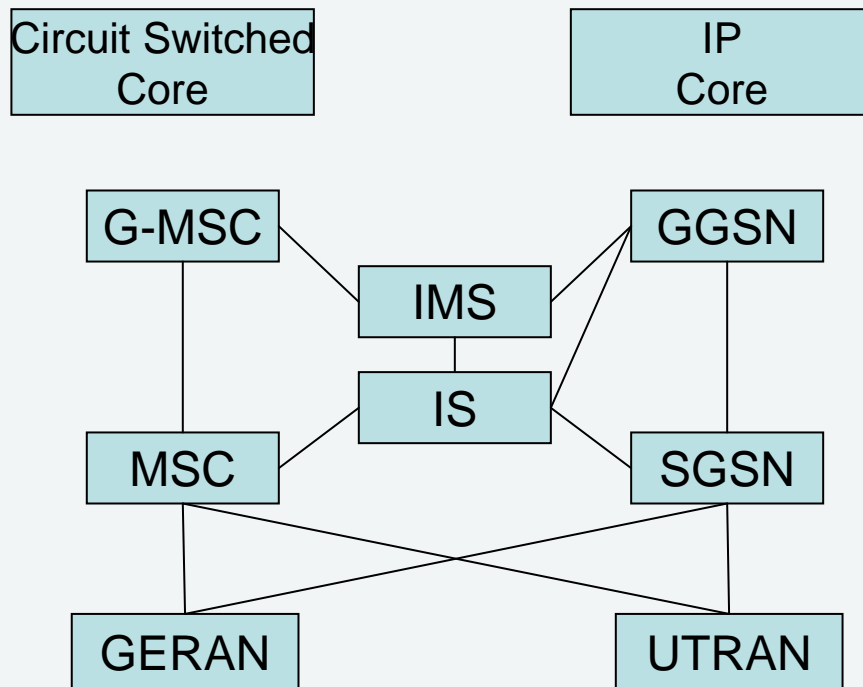 Circuit Switched
Core
IP
Core
G-MSC
GGSN
IMS
IS
MSC
SGSN
GERAN
UTRAN